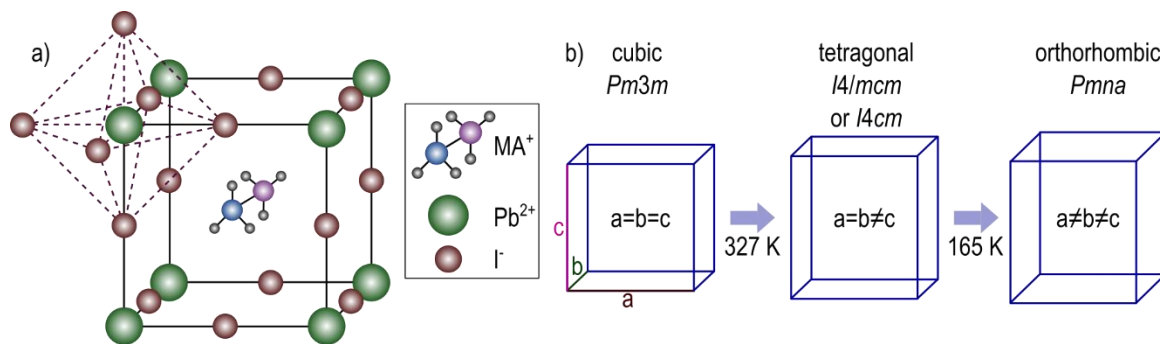 a)
MA⁺
Pb²⁺
I⁻
b)
cubic
Pm3m
a=b=c
c
b
a
327 K
tetragonal
I4/mcm
or I4cm
a=b≠c
165 K
orthorhombic
Pmna
a≠b≠c